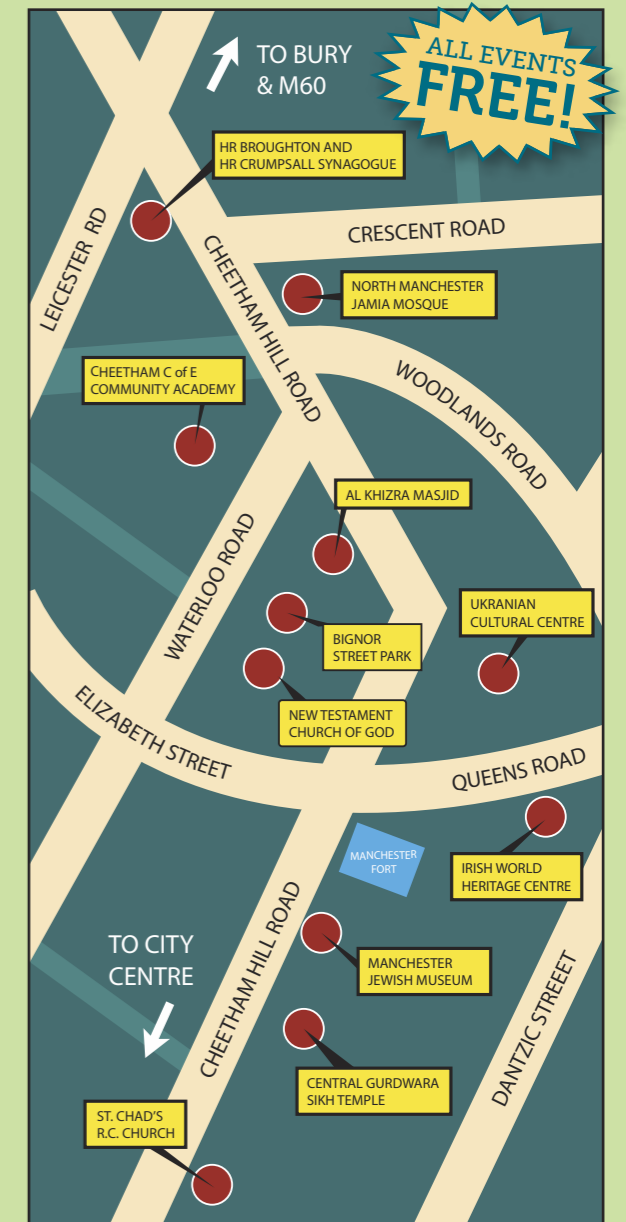 TO BURY
& M60
ALL EVENTS
FREE!
HR BROUGHTON AND
HR CRUMPSALL SYNAGOGUE
LEICESTER RD
CRESCENT ROAD
CHEETHAM HILL ROAD
NORTH MANCHESTER
JAMIA MOSQUE
CHEETHAM C of E
COMMUNITY ACADEMY
WOODLANDS ROAD
AL KHIZRA MASJID
WATERLOO ROAD
UKRANIAN
CULTURAL CENTRE
BIGNOR
STREET PARK
NEW TESTAMENT
CHURCH OF GOD
ELIZABETH STREET
QUEENS ROAD
MANCHESTER
FORT
IRISH WORLD
HERITAGE CENTRE
TO CITY
CENTRE
CHEETHAM HILL ROAD
MANCHESTER
JEWISH MUSEUM
DANTZIC STREEET
CENTRAL GURDWARA
SIKH TEMPLE
ST. CHAD'S
R.C. CHURCH